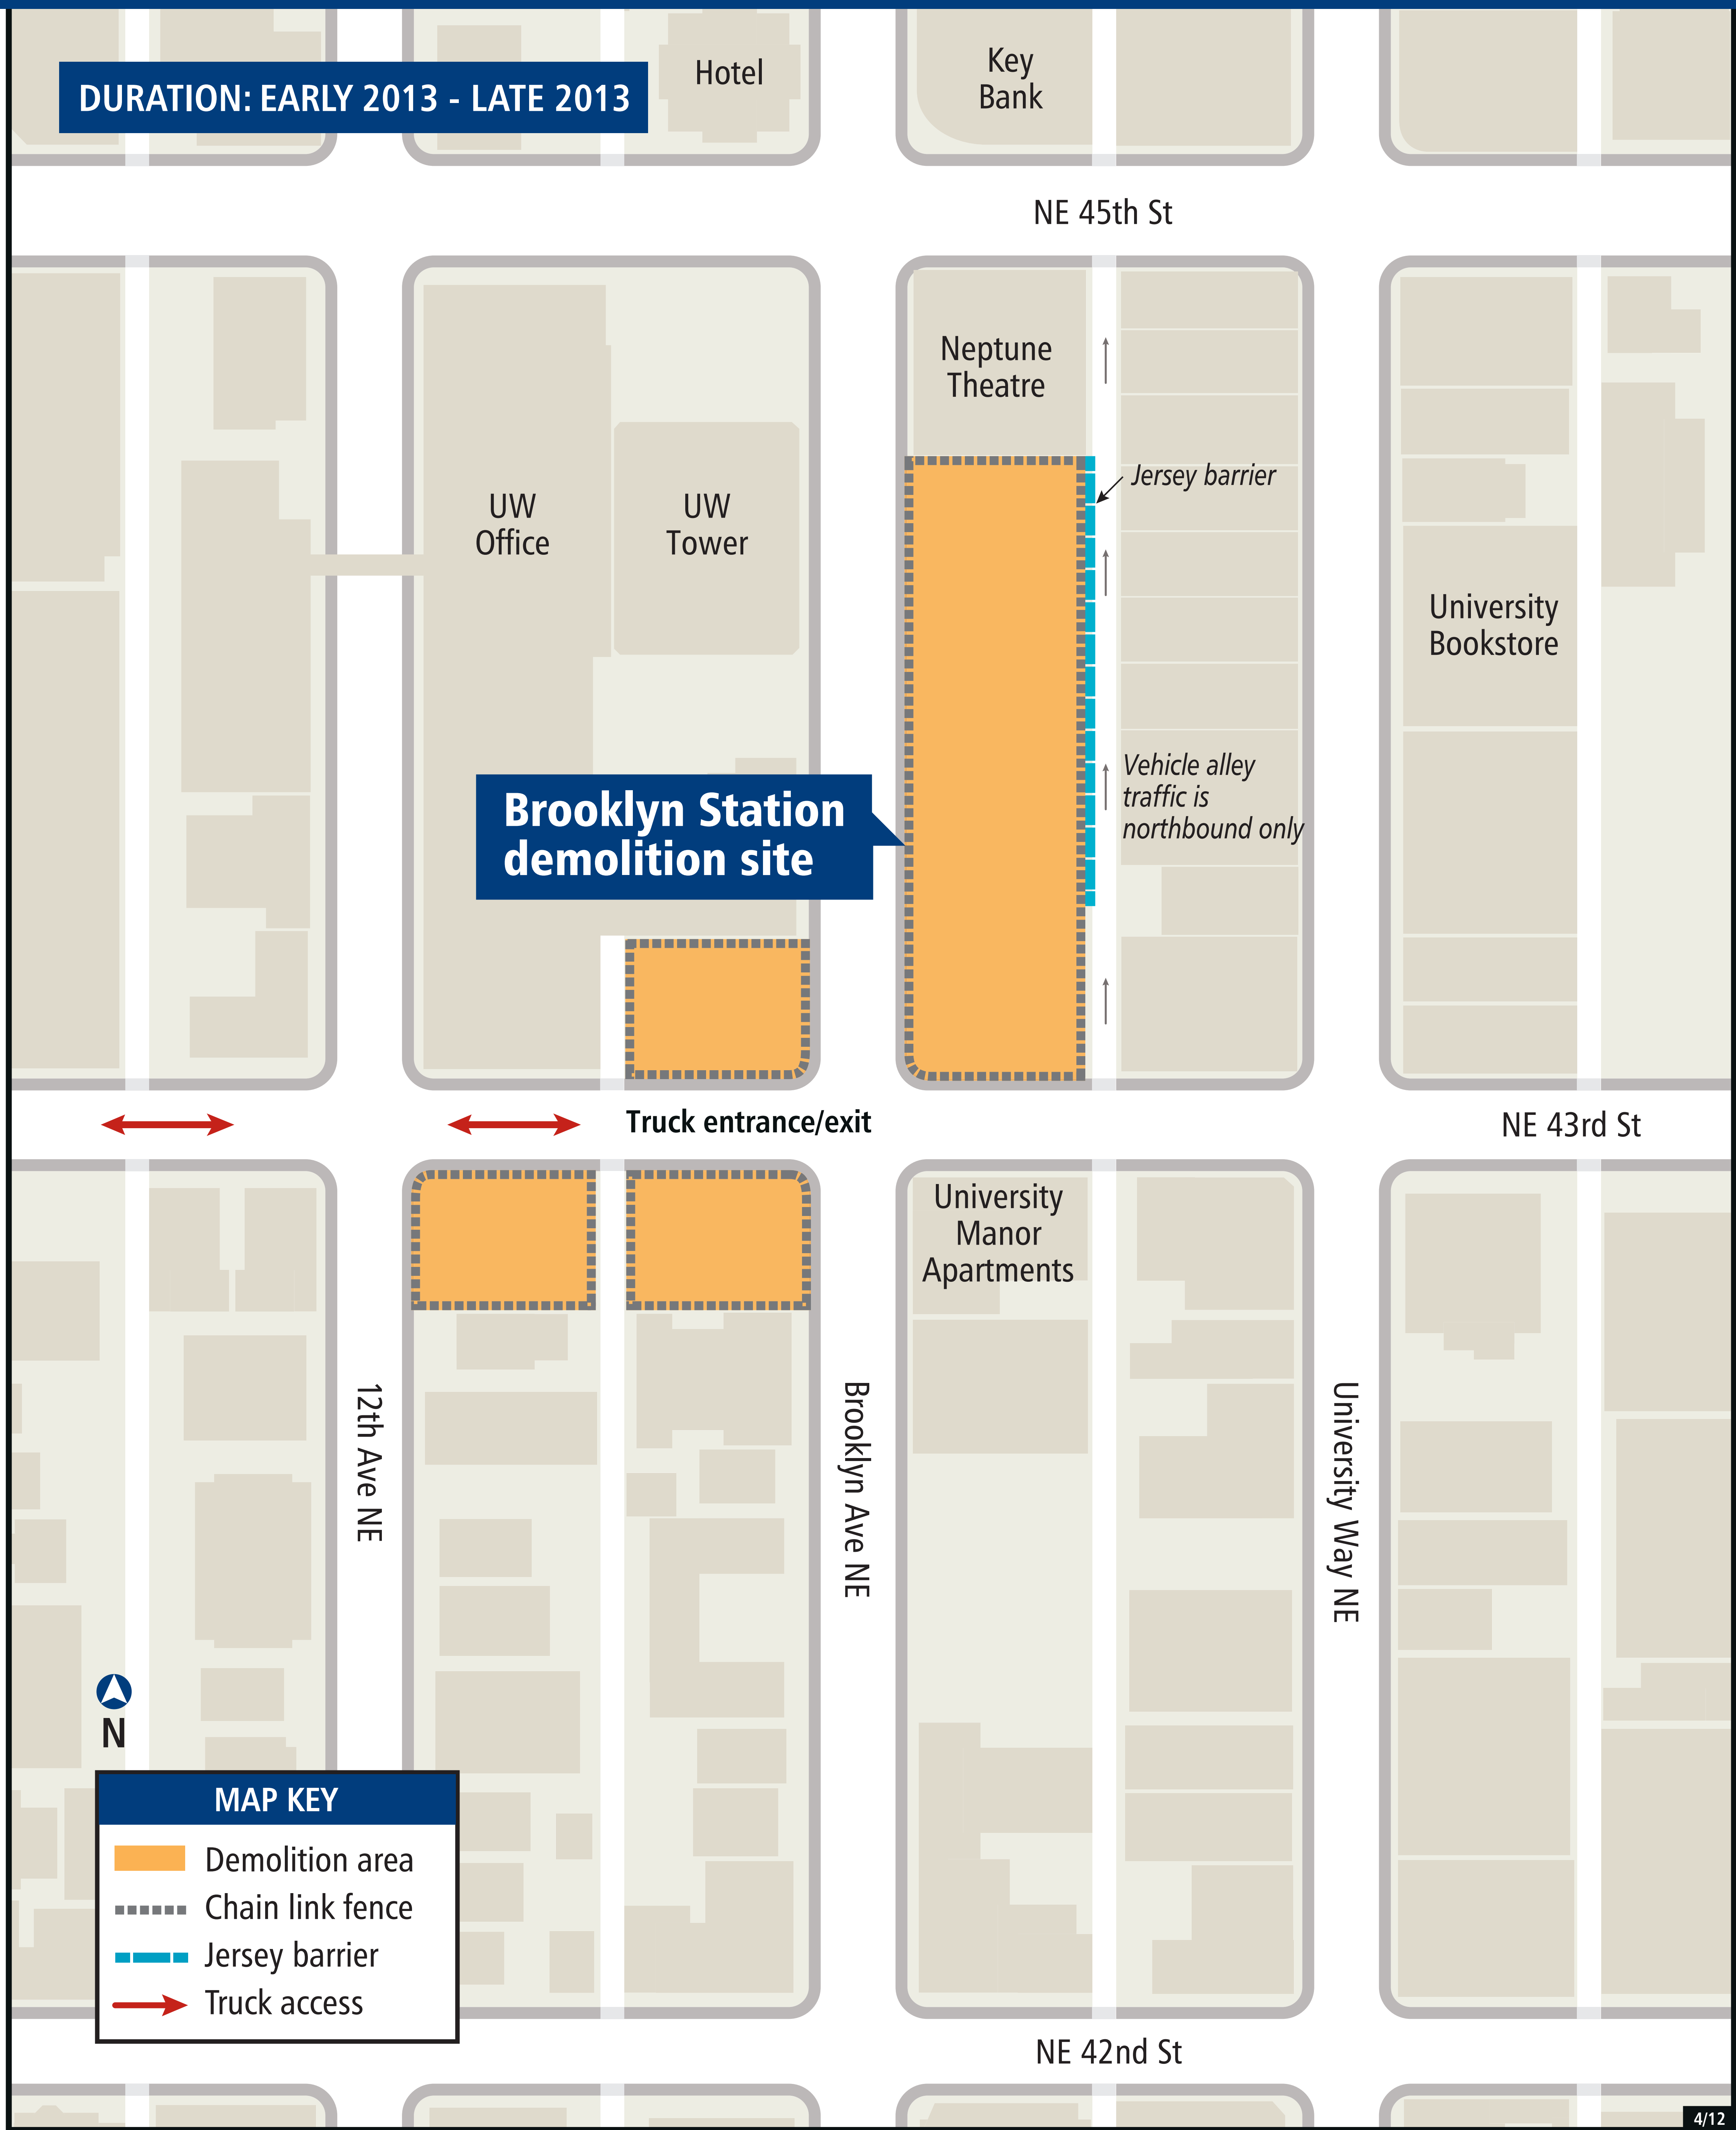 DURATION: EARLY 2013 - LATE 2013
Hotel
Key
Bank
NE 45th St
Neptune
Theatre
Jersey barrier
UW
Office
UW
Tower
University
Bookstore
Vehicle alley
traffic is
northbound only
Brooklyn Station
demolition site
Truck entrance/exit
NE 43rd St
University
Manor
Apartments
12th Ave NE
Brooklyn Ave NE
University Way NE
N
MAP KEY
Demolition area
Chain link fence
Jersey barrier
Truck access
NE 42nd St
4/12